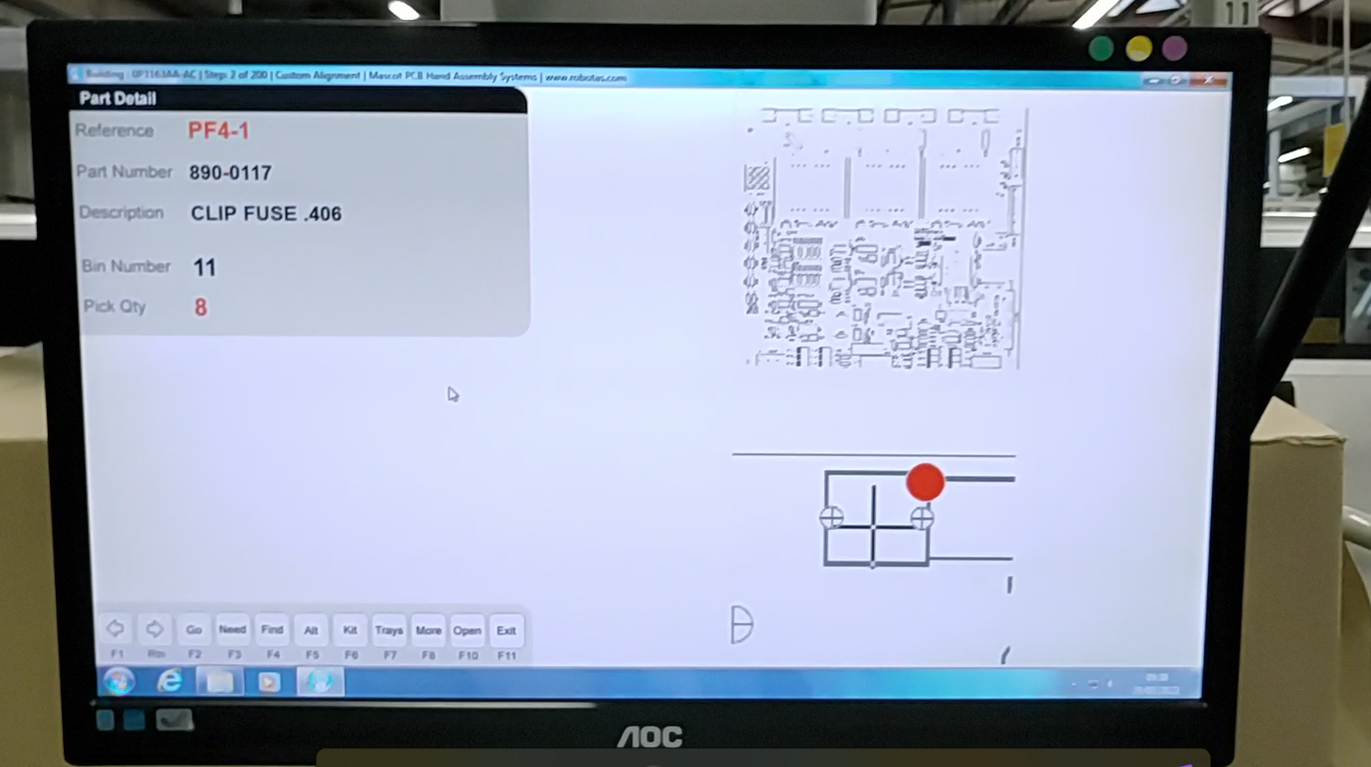 Building : 0P1163AA-AC | Step: 2 of 200 | Custom Alignment | Mascot PCB Hand Assembly Systems | www.robotas.com
Part Detail
Reference PF4-1
Part Number 890-0117
Description CLIP FUSE .406
Bin Number 11
Pick Qty 8
Go Need Find Alt Kit Trays More Open Exit
F1 F2 F3 F4 F5 F6 F7 F8 F10 F11
AOC